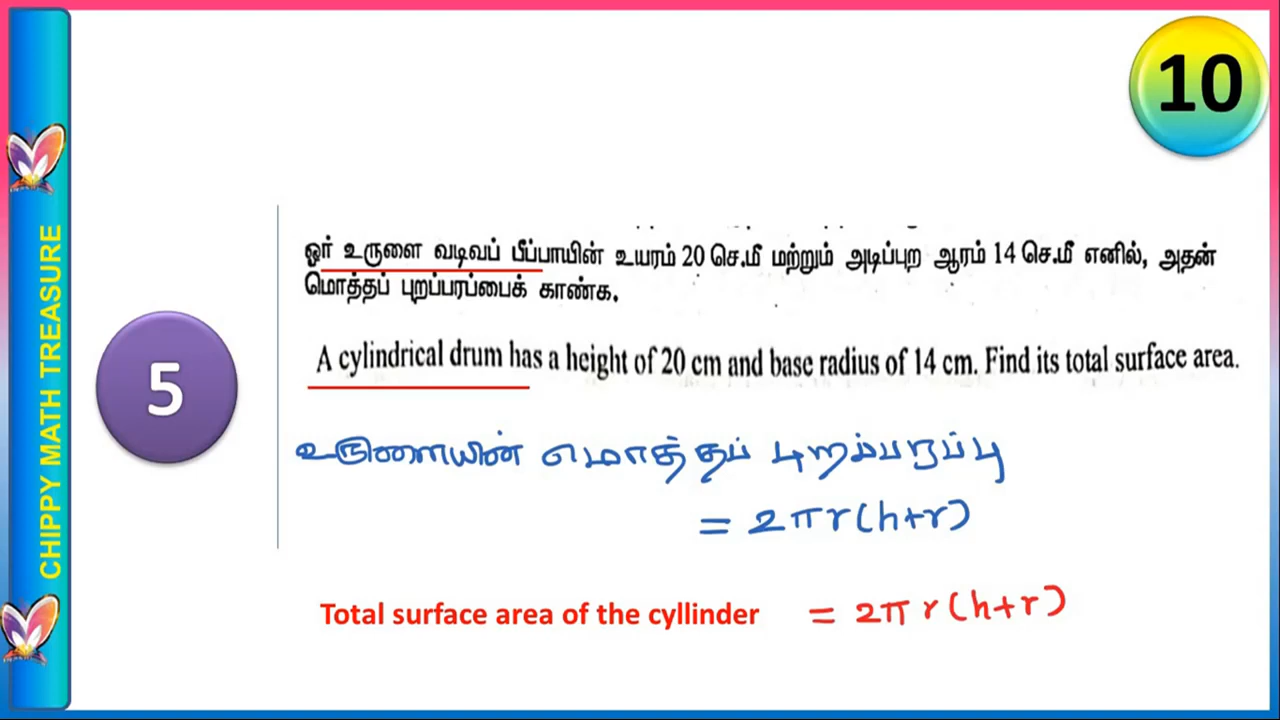 10
CHIPPY MATH TREASURE
5
ஓர் உருளை வடிவப் பீப்பாயின் உயரம் 20 செ.மீ மற்றும் அடிப்புற ஆரம் 14 செ.மீ எனில், அதன்
மொத்தப் புறப்பரப்பைக் காண்க.
A cylindrical drum has a height of 20 cm and base radius of 14 cm. Find its total surface area.
உருளையின் மொத்தப் புறம்பரப்பு
= 2πr(h+r)
Total surface area of the cyllinder = 2πr(h+r)